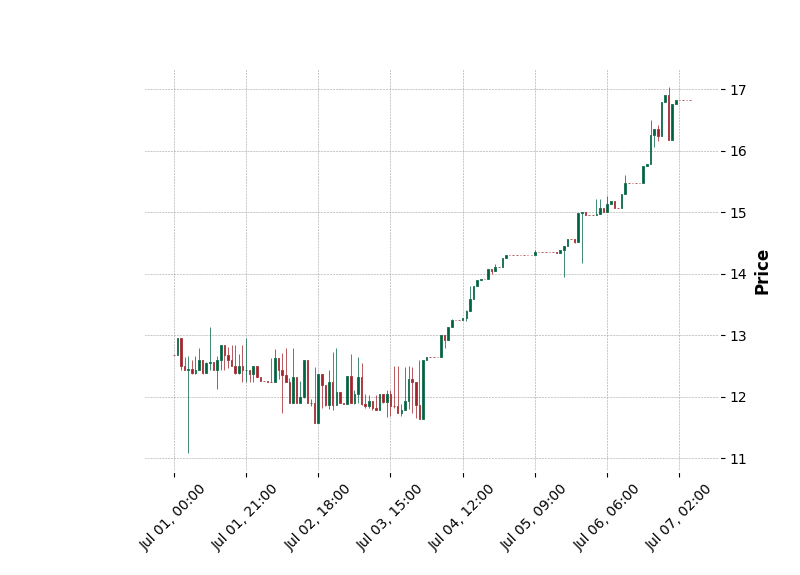 17
16
15
14
13
12
11
Price
Jul 01, 00:00
Jul 01, 21:00
Jul 02, 18:00
Jul 03, 15:00
Jul 04, 12:00
Jul 05, 09:00
Jul 06, 06:00
Jul 07, 02:00